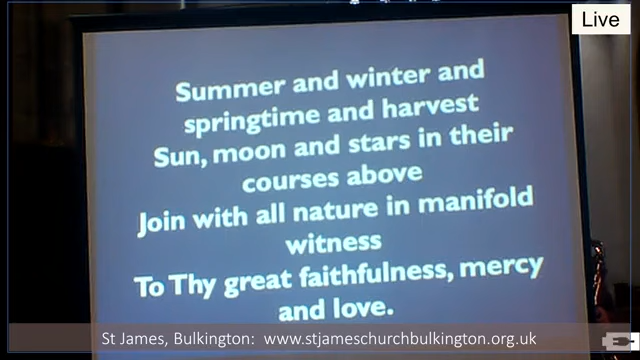 Live
Summer and winter and
springtime and harvest
Sun, moon and stars in their
courses above
Join with all nature in manifold
witness
To Thy great faithfulness, mercy
and love.
St James, Bulkington: www.stjameschurchbulkington.org.uk